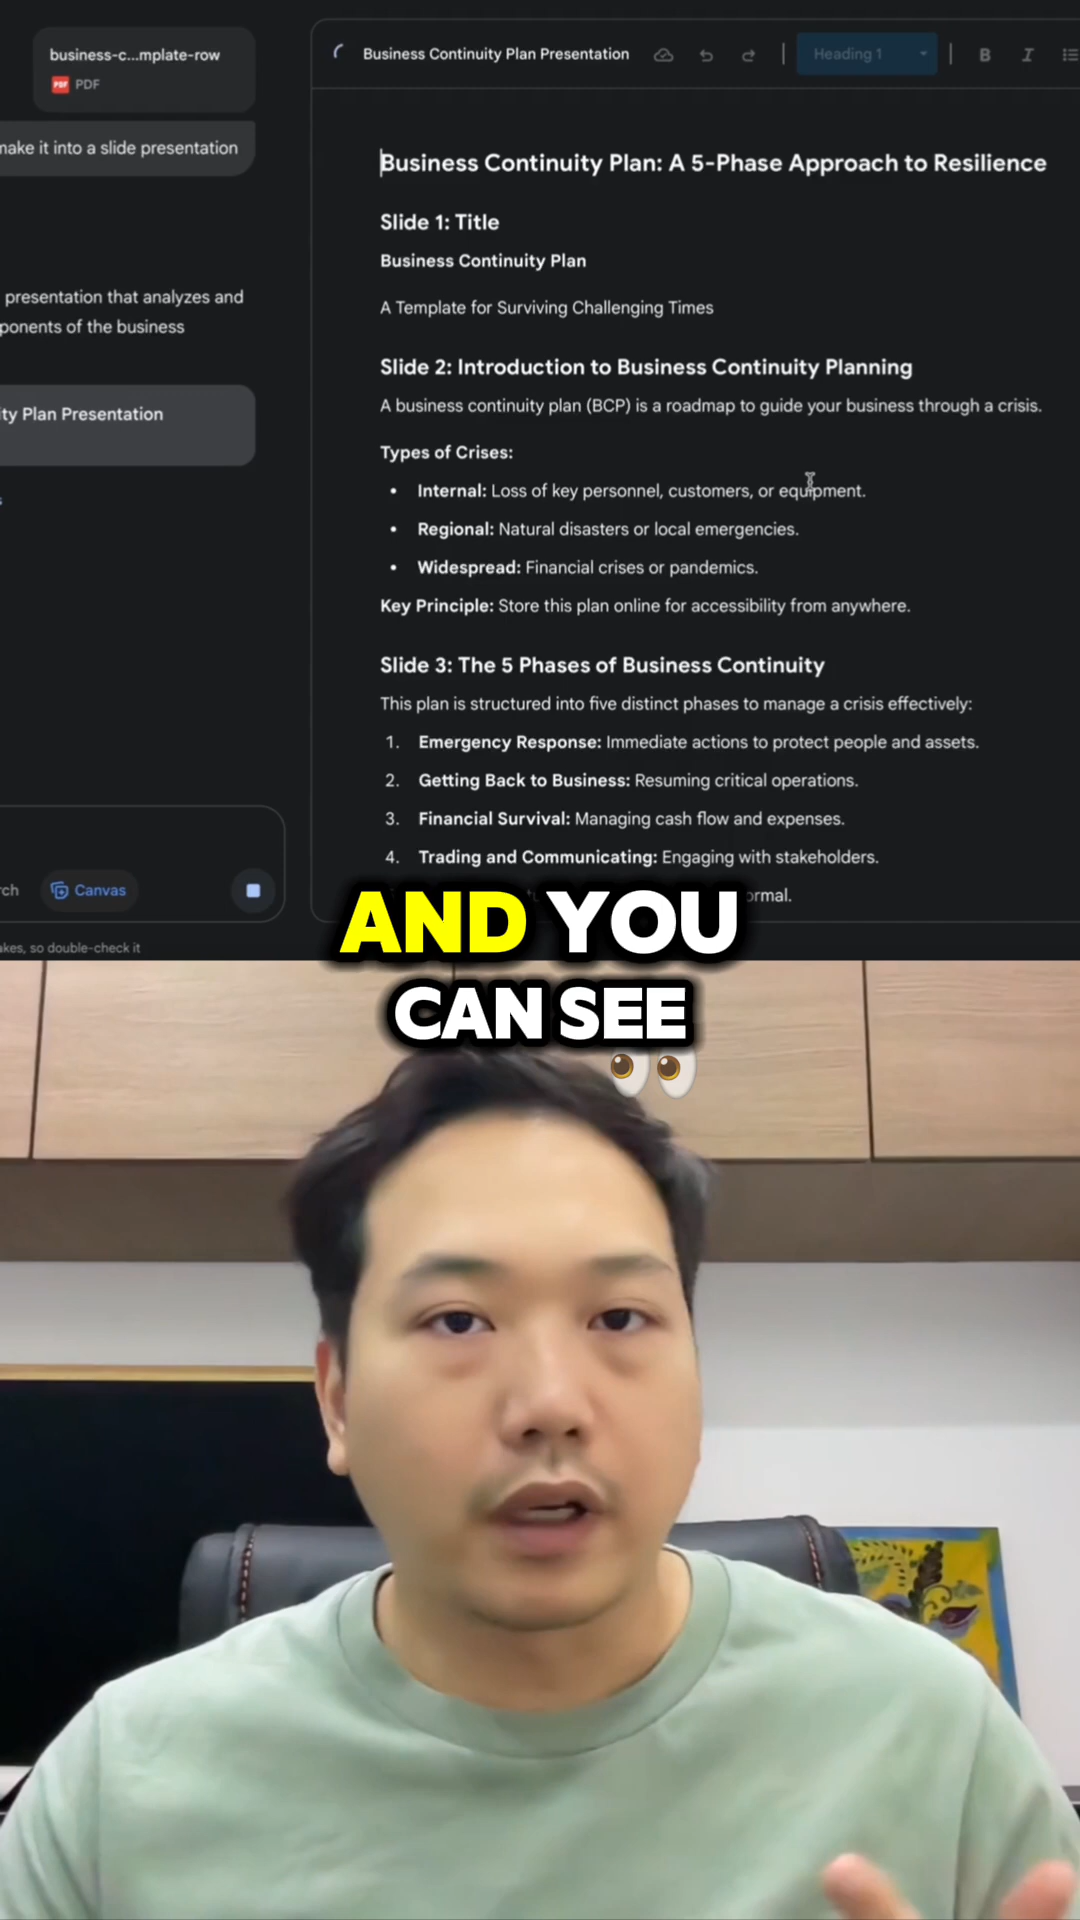 business-c...mplate-row
PDF
PDF
make it into a slide presentation
presentation that analyzes and
ponents of the business
ty Plan Presentation
s
rch
Canvas
akes, so double-check it
Business Continuity Plan Presentation
Heading 1
B
I
Business Continuity Plan: A 5-Phase Approach to Resilience
Slide 1: Title
Business Continuity Plan
A Template for Surviving Challenging Times
Slide 2: Introduction to Business Continuity Planning
A business continuity plan (BCP) is a roadmap to guide your business through a crisis.
Types of Crises:
• Internal: Loss of key personnel, customers, or equipment.
• Regional: Natural disasters or local emergencies.
• Widespread: Financial crises or pandemics.
Key Principle: Store this plan online for accessibility from anywhere.
Slide 3: The 5 Phases of Business Continuity
This plan is structured into five distinct phases to manage a crisis effectively:
1. Emergency Response: Immediate actions to protect people and assets.
2. Getting Back to Business: Resuming critical operations.
3. Financial Survival: Managing cash flow and expenses.
4. Trading and Communicating: Engaging with stakeholders.
ormal.
AND YOU
CAN SEE